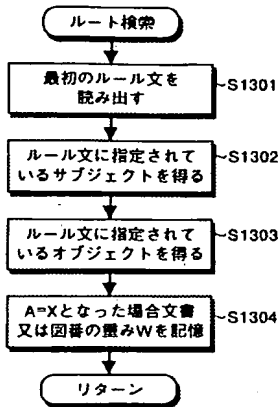 ルート検索
最初のルール文を
読み出す
S1301
ルール文に指定されて
いるサブジェクトを得る
S1302
ルール文に指定されて
いるオブジェクトを得る
S1303
A=Xとなった場合文書
又は図番の重みWを記憶
S1304
リターン